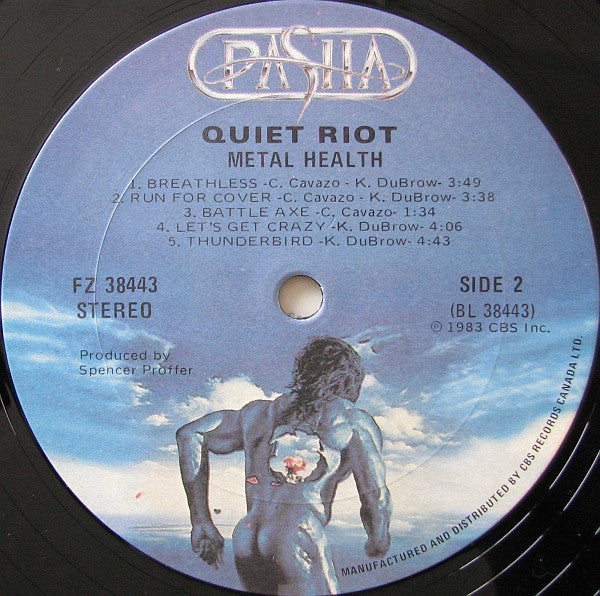 PASHA
QUIET RIOT
METAL HEALTH
1. BREATHLESS -C. Cavazo - K. DuBrow- 3:49
2. RUN FOR COVER -C. Cavazo - K. DuBrow- 3:38
3. BATTLE AXE -C. Cavazo- 1:34
4. LET'S GET CRAZY -K. DuBrow- 4:06
5. THUNDERBIRD -K. DuBrow- 4:43
FZ 38443
STEREO
SIDE 2
(BL 38443)
℗ 1983 CBS Inc.
Produced by
Spencer Proffer
MANUFACTURED AND DISTRIBUTED BY CBS RECORDS CANADA LTD.